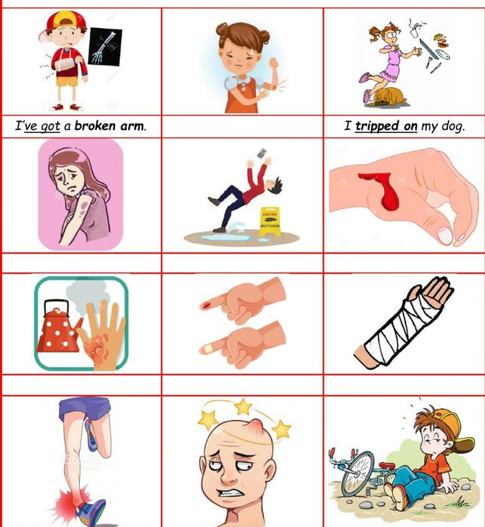 I've got a broken arm.
I tripped on my dog.
CAUTION
WET FLOOR